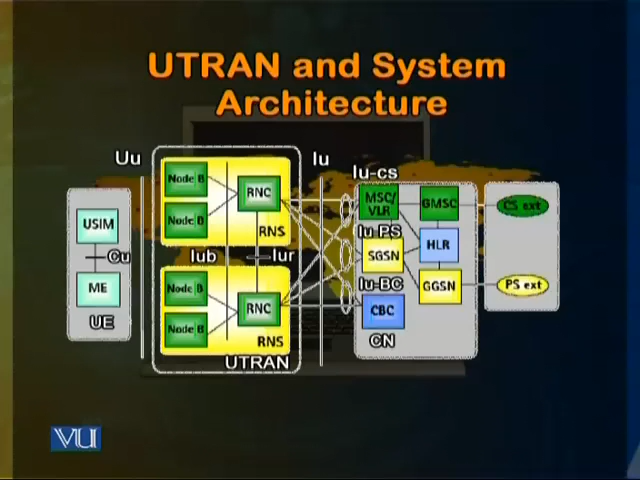 UTRAN and System
Architecture
Uu
Iu
Iu-cs
Node B
Node B
RNC
RNS
MSC/
VLR
GMSC
CS ext
USIM
Cu
ME
UE
Iub
Iur
Iu-PS
SGSN
HLR
Iu-BC
GGSN
PS ext
Node B
Node B
RNC
RNS
CBC
CN
UTRAN
VU